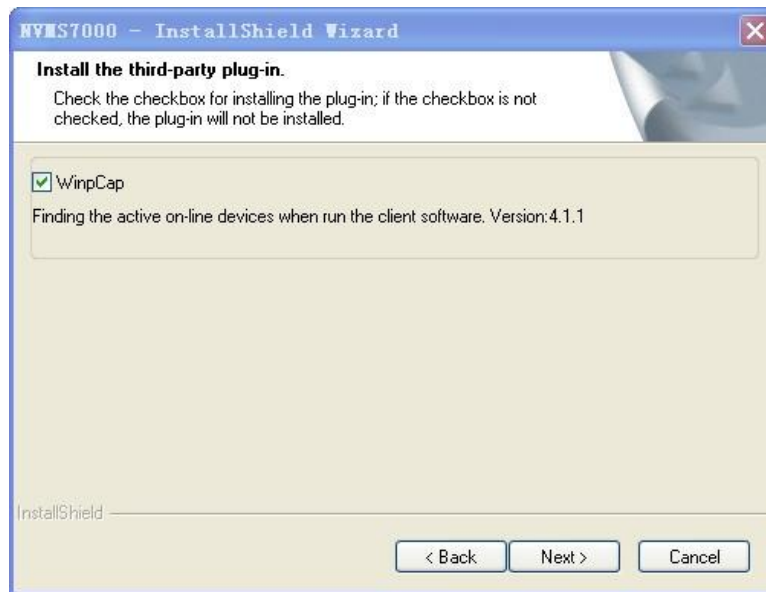 NVMS7000 - InstallShield Wizard
Install the third-party plug-in.
Check the checkbox for installing the plug-in; if the checkbox is not
checked, the plug-in will not be installed.
WinpCap
Finding the active on-line devices when run the client software. Version:4.1.1
InstallShield
< Back Next > Cancel